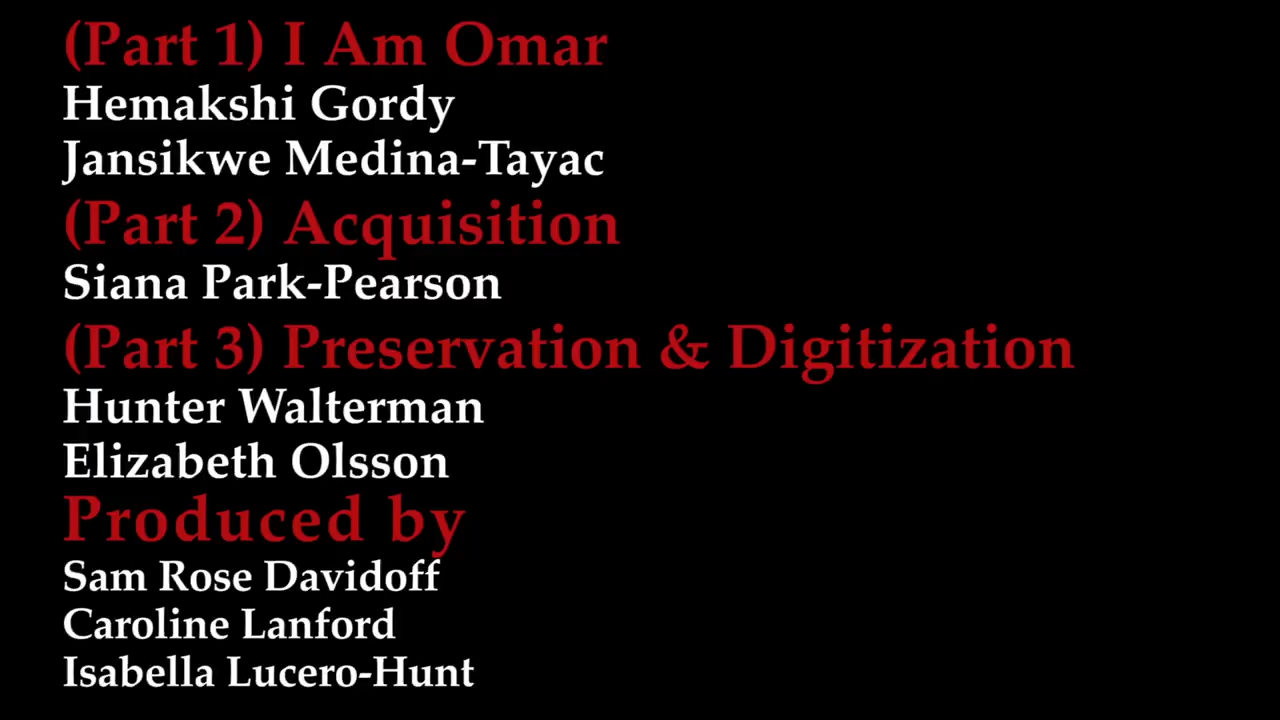 (Part 1) I Am Omar
Hemakshi Gordy
Jansikwe Medina-Tayac
(Part 2) Acquisition
Siana Park-Pearson
(Part 3) Preservation & Digitization
Hunter Walterman
Elizabeth Olsson
Produced by
Sam Rose Davidoff
Caroline Lanford
Isabella Lucero-Hunt